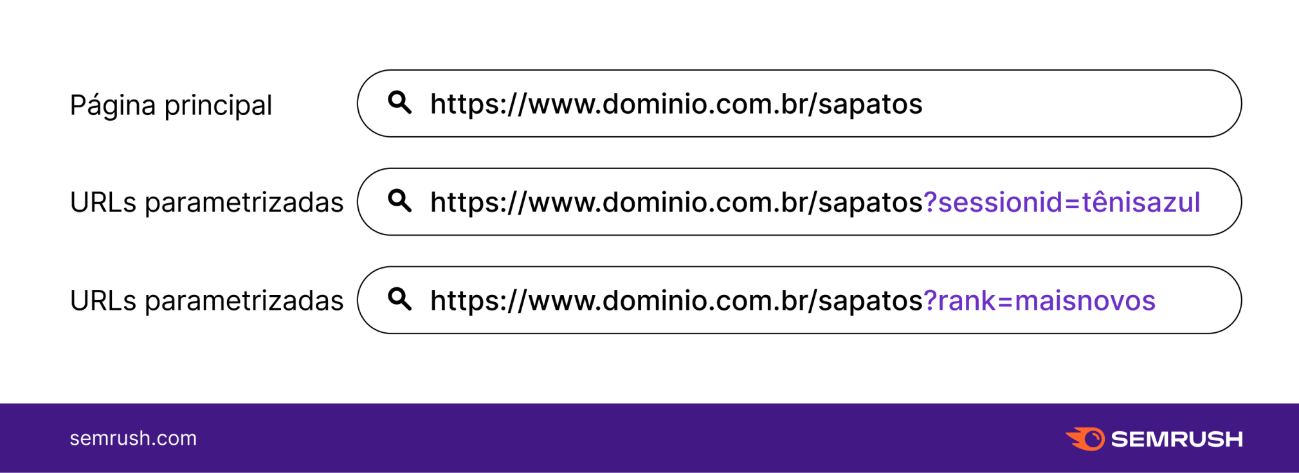 Página principal https://www.dominio.com.br/sapatos
URLs parametrizadas https://www.dominio.com.br/sapatos?sessionid=tênisazul
URLs parametrizadas https://www.dominio.com.br/sapatos?rank=maisnovos
semrush.com SEMRUSH